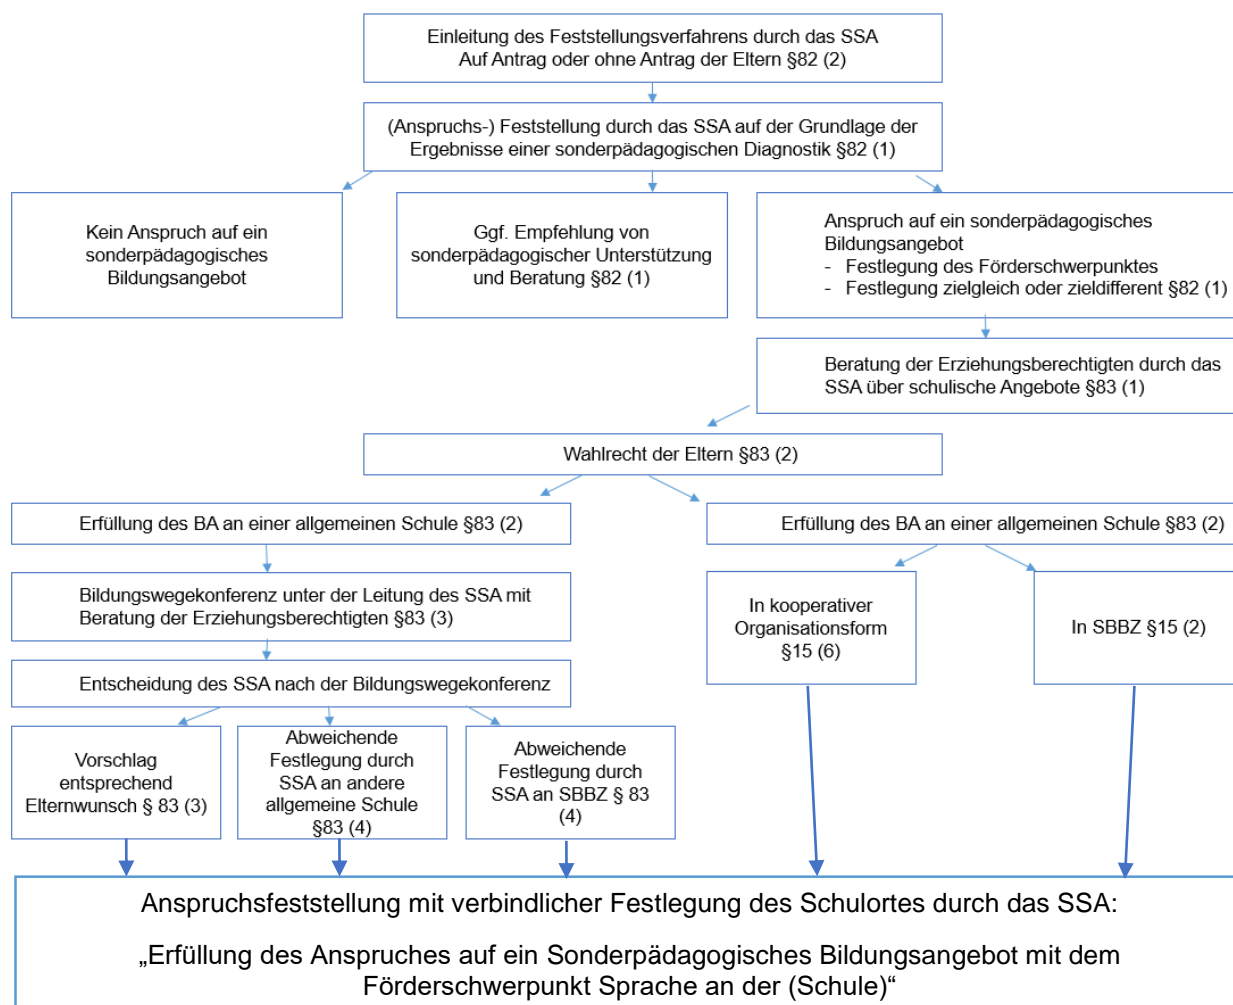 Einleitung des Feststellungsverfahrens durch das SSA
Auf Antrag oder ohne Antrag der Eltern §82 (2)
(Anspruchs-) Feststellung durch das SSA auf der Grundlage der
Ergebnisse einer sonderpädagogischen Diagnostik §82 (1)
Kein Anspruch auf ein
sonderpädagogisches
Bildungsangebot
Ggf. Empfehlung von
sonderpädagogischer Unterstützung
und Beratung §82 (1)
Anspruch auf ein sonderpädagogisches
Bildungsangebot
- Festlegung des Förderschwerpunktes
- Festlegung zielgleich oder zieldifferent §82 (1)
Beratung der Erziehungsberechtigten durch das
SSA über schulische Angebote §83 (1)
Wahlrecht der Eltern §83 (2)
Erfüllung des BA an einer allgemeinen Schule §83 (2)
Erfüllung des BA an einer allgemeinen Schule §83 (2)
Bildungswegekonferenz unter der Leitung des SSA mit
Beratung der Erziehungsberechtigten §83 (3)
In kooperativer
Organisationsform
§15 (6)
In SBBZ §15 (2)
Entscheidung des SSA nach der Bildungswegekonferenz
Vorschlag
entsprechend
Elternwunsch § 83 (3)
Abweichende
Festlegung durch
SSA an andere
allgemeine Schule
§83 (4)
Abweichende
Festlegung durch
SSA an SBBZ § 83
(4)
Anspruchsfeststellung mit verbindlicher Festlegung des Schulortes durch das SSA:
„Erfüllung des Anspruches auf ein Sonderpädagogisches Bildungsangebot mit dem
Förderschwerpunkt Sprache an der (Schule)“